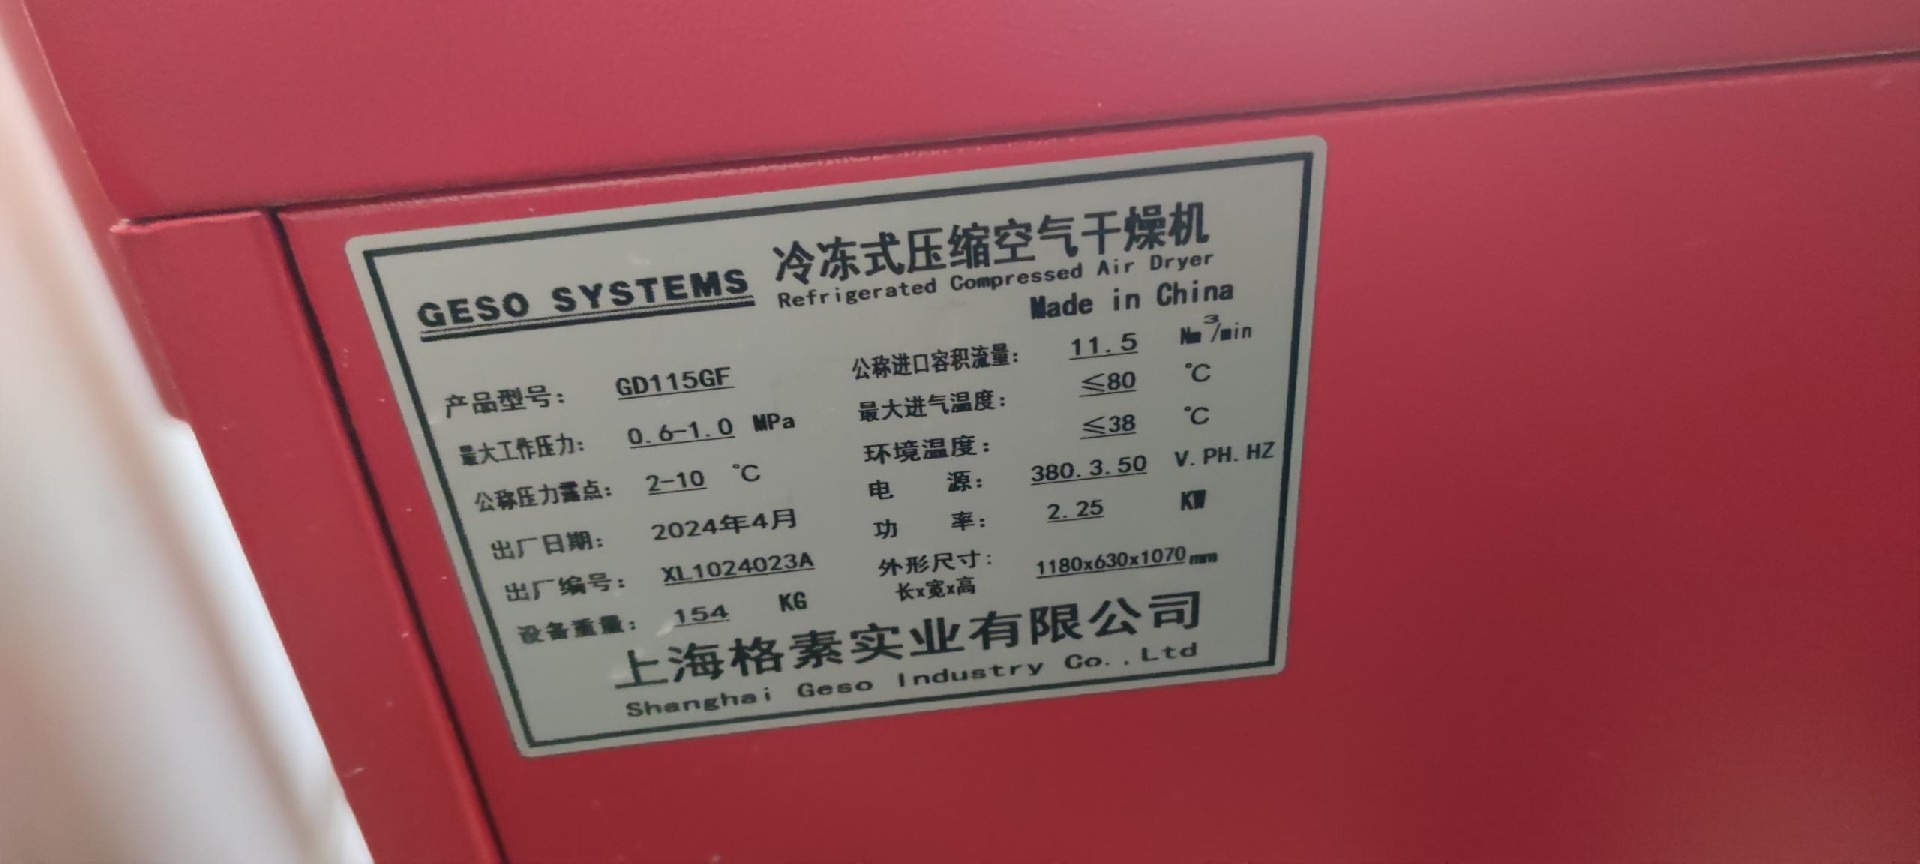 GESO SYSTEMS 冷冻式压缩空气干燥机
Refrigerated Compressed Air Dryer
Made in China
产品型号: GD115GF 公称进口容积流量: 11.5 Nm³/min
最大工作压力: 0.6-1.0 MPa 最大进气温度: ≤80 ℃
公称压力露点: 2-10 ℃ 环境温度: ≤38 ℃
出厂日期: 2024年4月 电 源: 380.3.50 V.PH.HZ
出厂编号: XL1024023A 功 率: 2.25 KW
设备重量: 154 KG 外形尺寸: 1180x630x1070mm
长x宽x高
上海格素实业有限公司
Shanghai Geso Industry Co.,Ltd